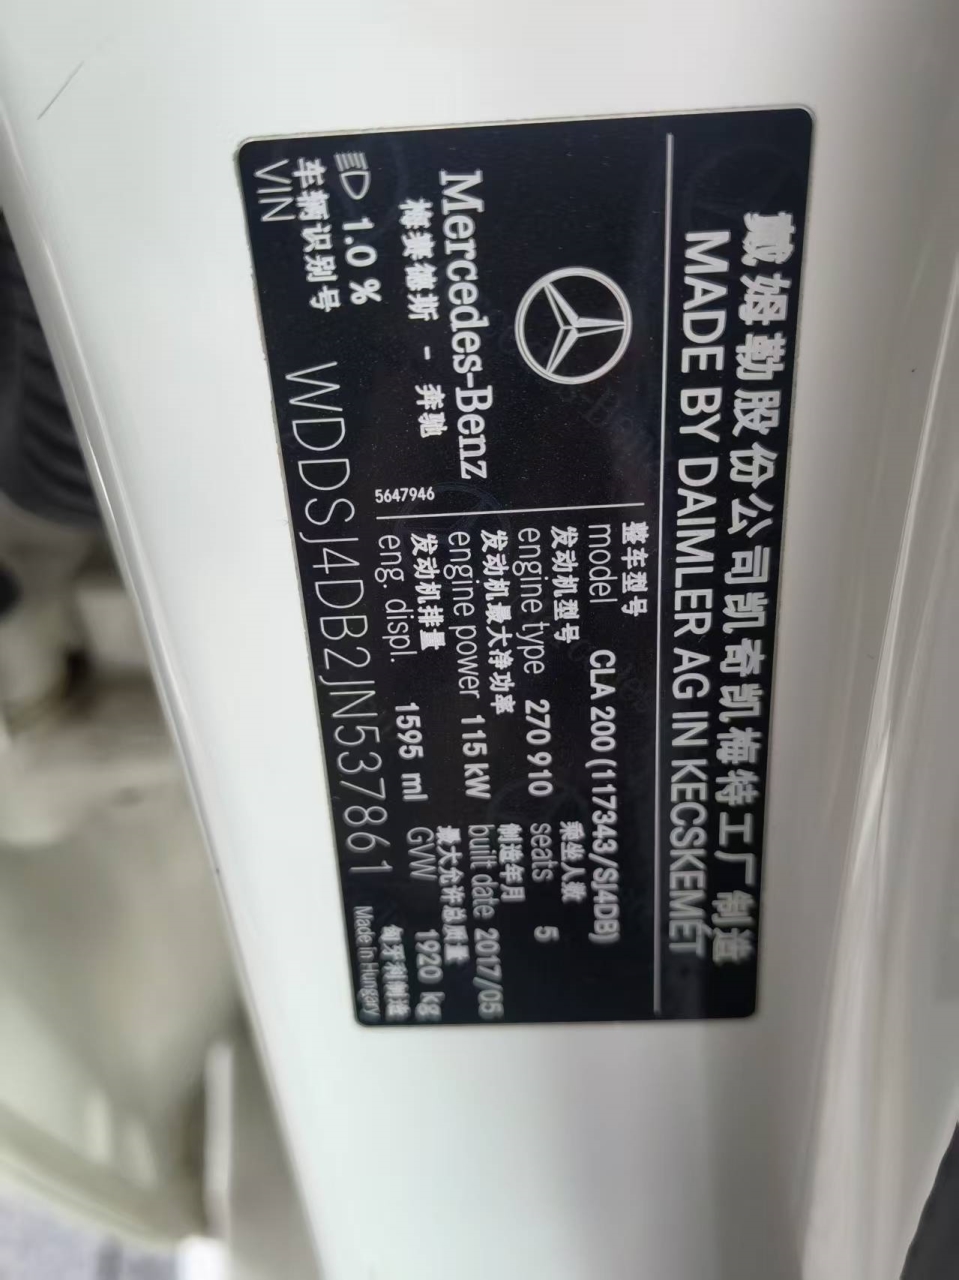 戴姆勒股份公司凯奇凯梅特工厂制造
MADE BY DAIMLER AG IN KECSKEMÉT
Mercedes-Benz
梅赛德斯 - 奔驰
1.0 %
5647946
整车型号
model CLA 200 (117343/SJ4DB)
发动机型号
engine type 270 910
乘坐人数
seats 5
发动机最大净功率
engine power 115 kW
制造年月
built date 2017/05
发动机排量
eng. displ. 1595 ml
最大允许总质量
GVW 1920 kg
车辆识别号
VIN WDDSJ4DB2JN537861
匈牙利制造
Made in Hungary